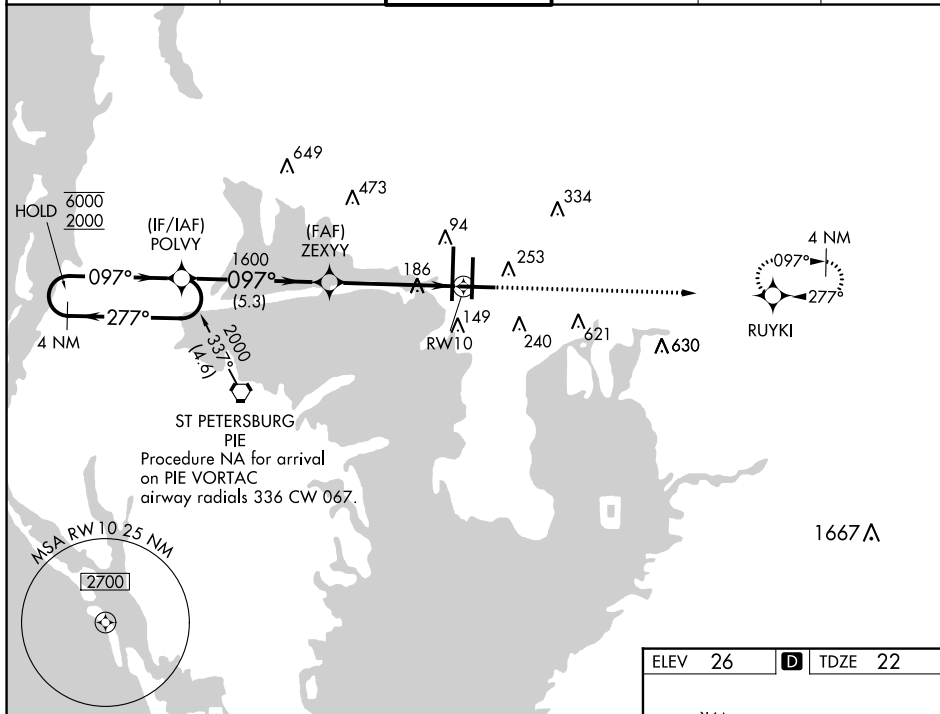 649
473
334
HOLD
6000
2000
(IF/IAF)
POLVY
(FAF)
ZEXYY
94
4 NM
097°
1600
097°
(5.3)
186
253
097°
277°
277°
4 NM
149
RW10
240
621
630
RUYKI
2000
337°
(4.6)
ST PETERSBURG
PIE
Procedure NA for arrival
on PIE VORTAC
airway radials 336 CW 067.
1667
MSA RW 10 25 NM
2700
ELEV 26 D TDZE 22